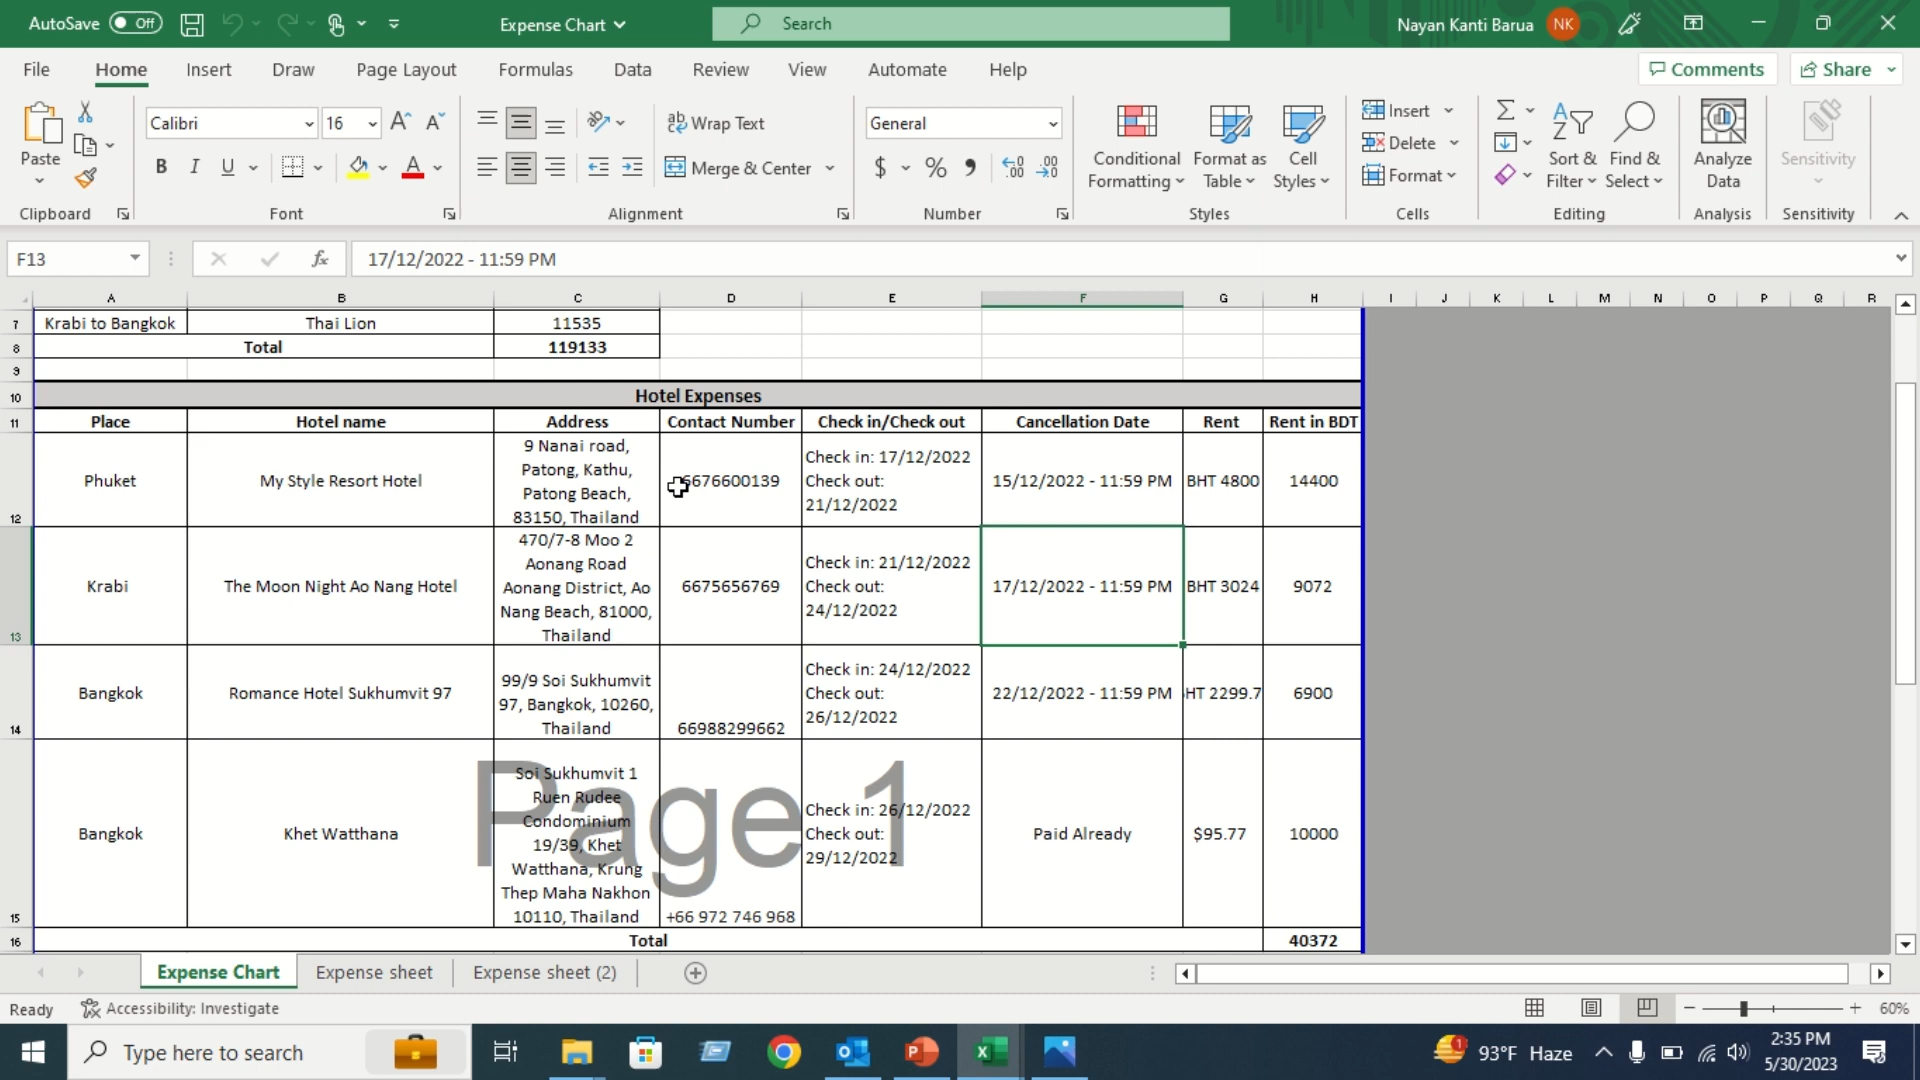 AutoSave Off Expense Chart Search Nayan Kanti Barua NK
File Home Insert Draw Page Layout Formulas Data Review View Automate Help Comments Share
Paste Calibri 16 A A Wrap Text General Conditional Formatting Format as Table Cell Styles Insert Delete Format Sort & Filter Find & Select Analyze Data Sensitivity
B I U A Merge & Center $ % 9
Clipboard Font Alignment Number Styles Cells Editing Analysis Sensitivity
F13 fx 17/12/2022 - 11:59 PM
A B C D E F G H I J K L M N O P Q R
7 Krabi to Bangkok Thai Lion 11535
8 Total 119133
9
10 Hotel Expenses
11 Place Hotel name Address Contact Number Check in/Check out Cancellation Date Rent Rent in BDT
12 Phuket My Style Resort Hotel 9 Nanai road, Patong, Kathu, Patong Beach, 83150, Thailand 6676600139 Check in: 17/12/2022 Check out: 21/12/2022 15/12/2022 - 11:59 PM BHT 4800 14400
13 Krabi The Moon Night Ao Nang Hotel 470/7-8 Moo 2 Aonang Road Aonang District, Ao Nang Beach, 81000, Thailand 6675656769 Check in: 21/12/2022 Check out: 24/12/2022 17/12/2022 - 11:59 PM BHT 3024 9072
14 Bangkok Romance Hotel Sukhumvit 97 99/9 Soi Sukhumvit 97, Bangkok, 10260, Thailand 66988299662 Check in: 24/12/2022 Check out: 26/12/2022 22/12/2022 - 11:59 PM HT 2299.7 6900
15 Bangkok Khet Watthana Soi Sukhumvit 1 Ruen Rudee Condominium 19/39, Khet Watthana, Krung Thep Maha Nakhon 10110, Thailand +66 972 746 968 Check in: 26/12/2022 Check out: 29/12/2022 Paid Already $95.77 10000
Page 1
16 Total 40372
Expense Chart Expense sheet Expense sheet (2)
Ready Accessibility: Investigate 60%
Type here to search 93°F Haze 2:35 PM
5/30/2023